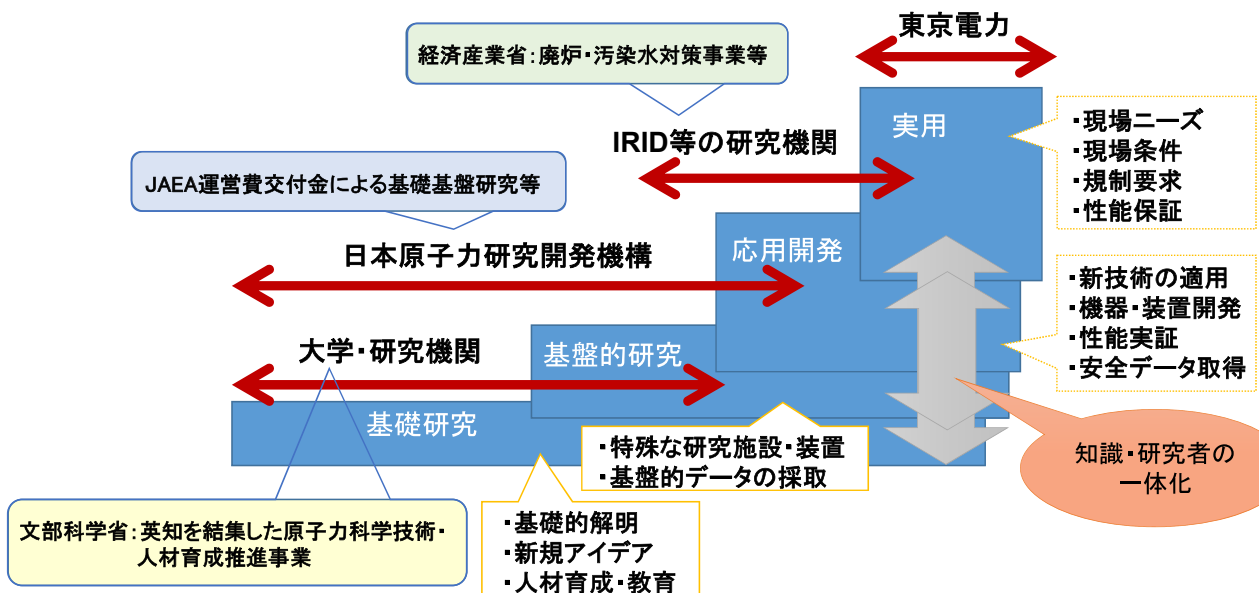 東京電力
経済産業省：廃炉・汚染水対策事業等
実用
・現場ニーズ
・現場条件
・規制要求
・性能保証
IRID等の研究機関
JAEA運営費交付金による基礎基盤研究等
応用開発
日本原子力研究開発機構
・新技術の適用
・機器・装置開発
・性能実証
・安全データ取得
大学・研究機関
基盤的研究
基礎研究
・特殊な研究施設・装置
・基盤的データの採取
知識・研究者の
一体化
文部科学省：英知を結集した原子力科学技術・
人材育成推進事業
・基礎的解明
・新規アイデア
・人材育成・教育